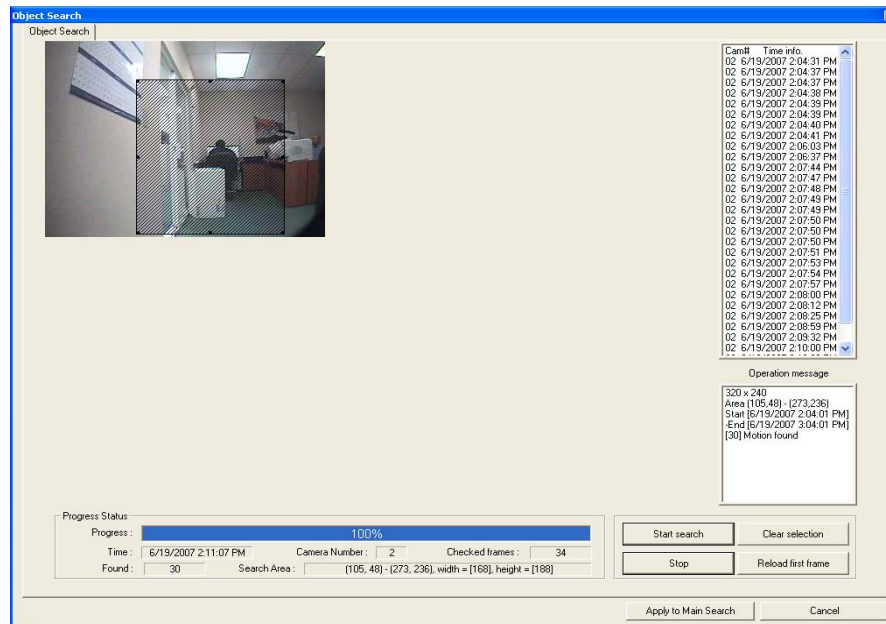 Object Search
Object Search
Cam# Time info.
02 6/19/2007 2:04:31 PM
02 6/19/2007 2:04:37 PM
02 6/19/2007 2:04:37 PM
02 6/19/2007 2:04:38 PM
02 6/19/2007 2:04:39 PM
02 6/19/2007 2:04:39 PM
02 6/19/2007 2:04:40 PM
02 6/19/2007 2:04:41 PM
02 6/19/2007 2:06:03 PM
02 6/19/2007 2:06:37 PM
02 6/19/2007 2:07:44 PM
02 6/19/2007 2:07:47 PM
02 6/19/2007 2:07:48 PM
02 6/19/2007 2:07:49 PM
02 6/19/2007 2:07:49 PM
02 6/19/2007 2:07:50 PM
02 6/19/2007 2:07:50 PM
02 6/19/2007 2:07:50 PM
02 6/19/2007 2:07:51 PM
02 6/19/2007 2:07:53 PM
02 6/19/2007 2:07:54 PM
02 6/19/2007 2:07:57 PM
02 6/19/2007 2:08:00 PM
02 6/19/2007 2:08:12 PM
02 6/19/2007 2:08:25 PM
02 6/19/2007 2:08:59 PM
02 6/19/2007 2:09:32 PM
02 6/19/2007 2:10:00 PM
Operation message
320 x 240
Area (105,48) - (273,236)
Start [6/19/2007 2:04:01 PM]
-End [6/19/2007 3:04:01 PM]
[30] Motion found
Progress Status
Progress : 100%
Time : 6/19/2007 2:11:07 PM Camera Number : 2 Checked frames : 34
Found : 30 Search Area : (105, 48) - (273, 236), width = [168], height = [188]
Start search Clear selection
Stop Reload first frame
Apply to Main Search Cancel